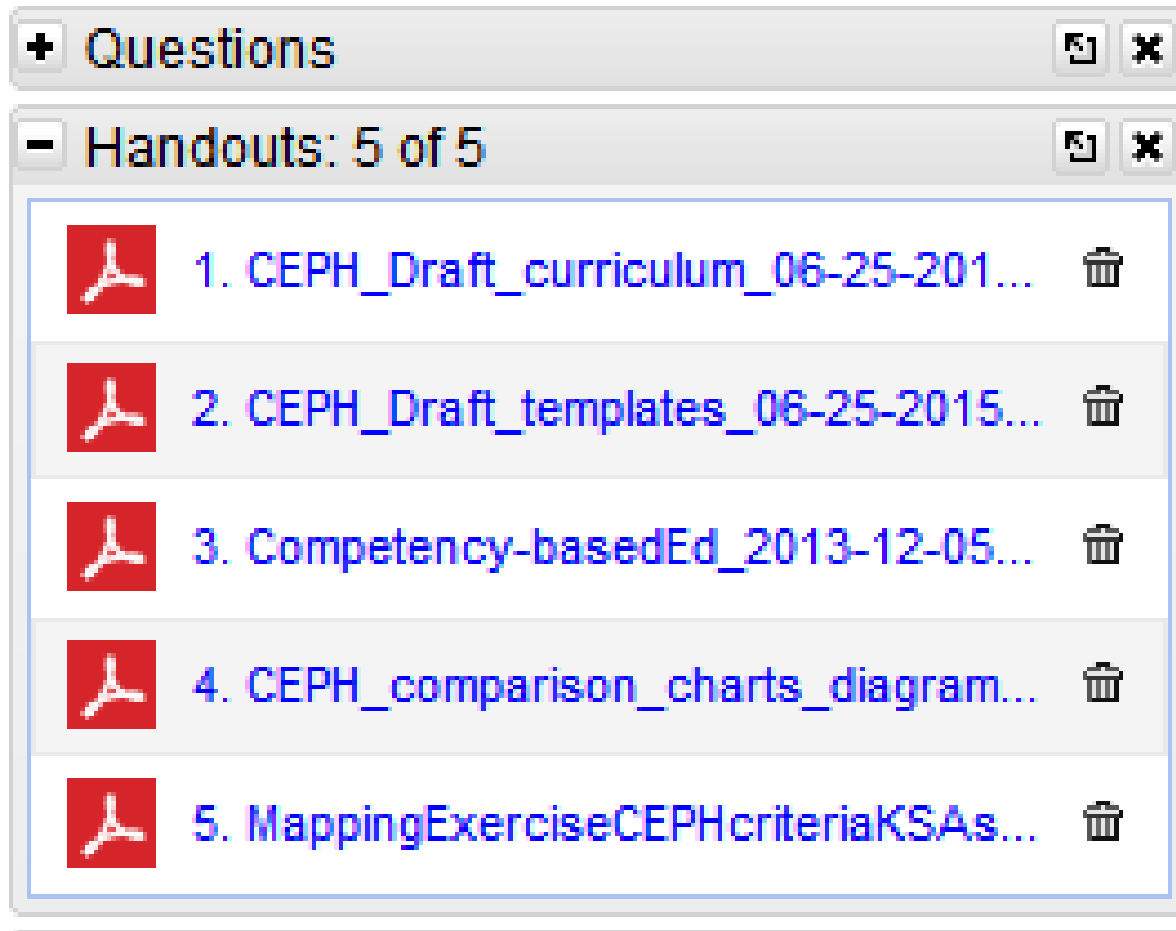 Questions
Handouts: 5 of 5
1. CEPH_Draft_curriculum_06-25-201...
2. CEPH_Draft_templates_06-25-2015...
3. Competency-basedEd_2013-12-05...
4. CEPH_comparison_charts_diagram...
5. MappingExerciseCEPHcriteriaKSAs...